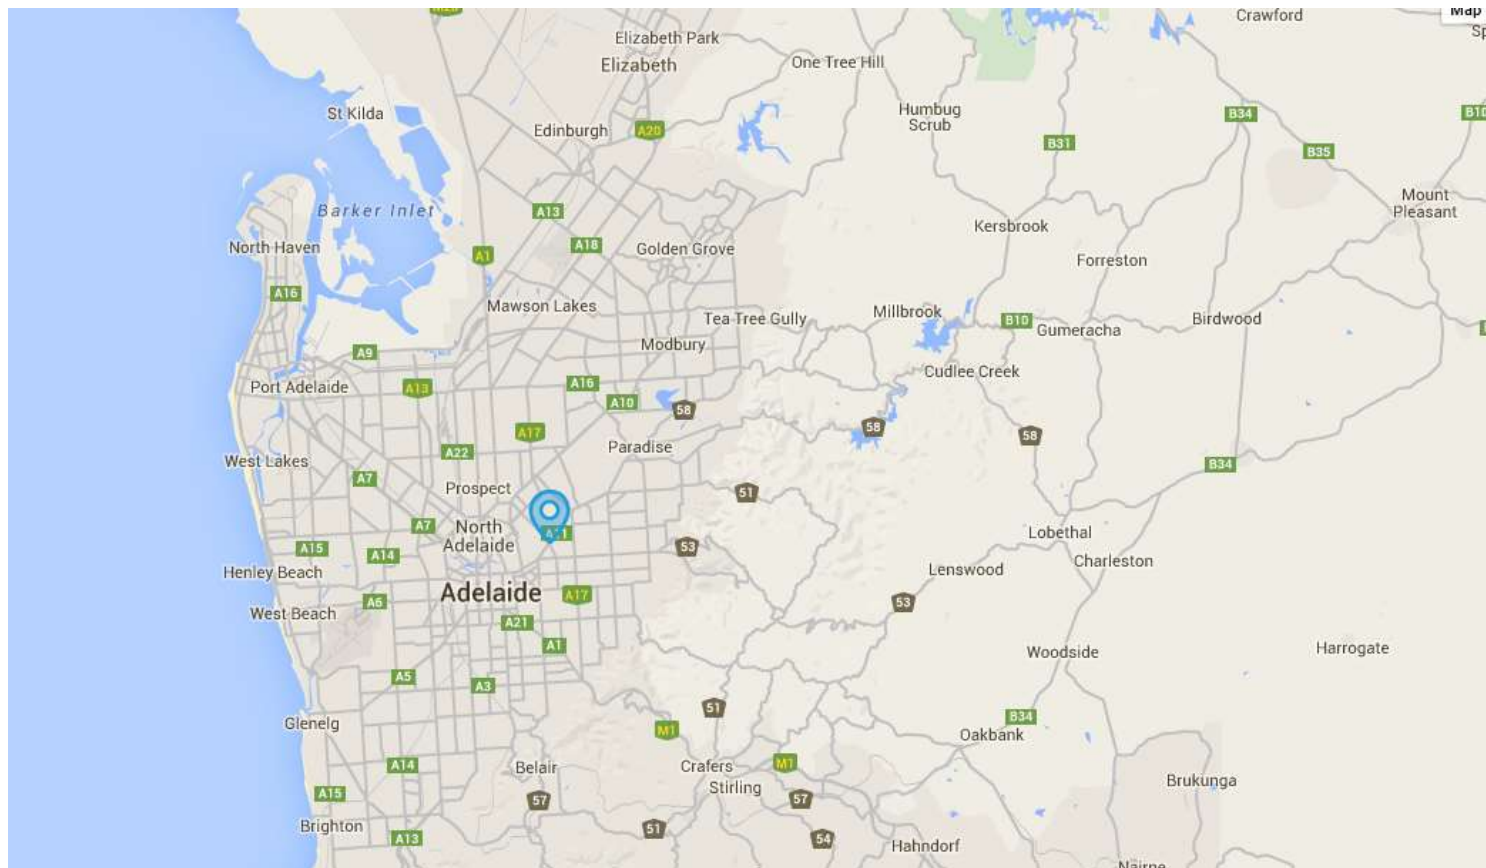 M20
Map
Crawford
Elizabeth Park
Elizabeth
One Tree Hill
St Kilda
Humbug
Scrub
B34
B10
Edinburgh
A20
B31
B35
Mount
Pleasant
Barker Inlet
A13
Kersbrook
North Haven
A1
A18
Golden Grove
Forreston
A16
Mawson Lakes
Tea Tree Gully
Millbrook
B10
Gumeracha
Birdwood
A9
Modbury
Port Adelaide
A13
A16
A10
58
Cudlee Creek
A17
58
58
A22
Paradise
West Lakes
A7
B34
Prospect
51
A7
North
Adelaide
A11
Lobethal
A15
A14
53
Henley Beach
Lenswood
Charleston
Adelaide
A6
A17
53
West Beach
A21
A1
Woodside
Harrogate
A5
A3
Glenelg
51
M1
B34
Oakbank
A14
Belair
Crafers
M1
Stirling
Brukunga
A15
57
57
Brighton
A13
51
54
Hahndorf
Nairne